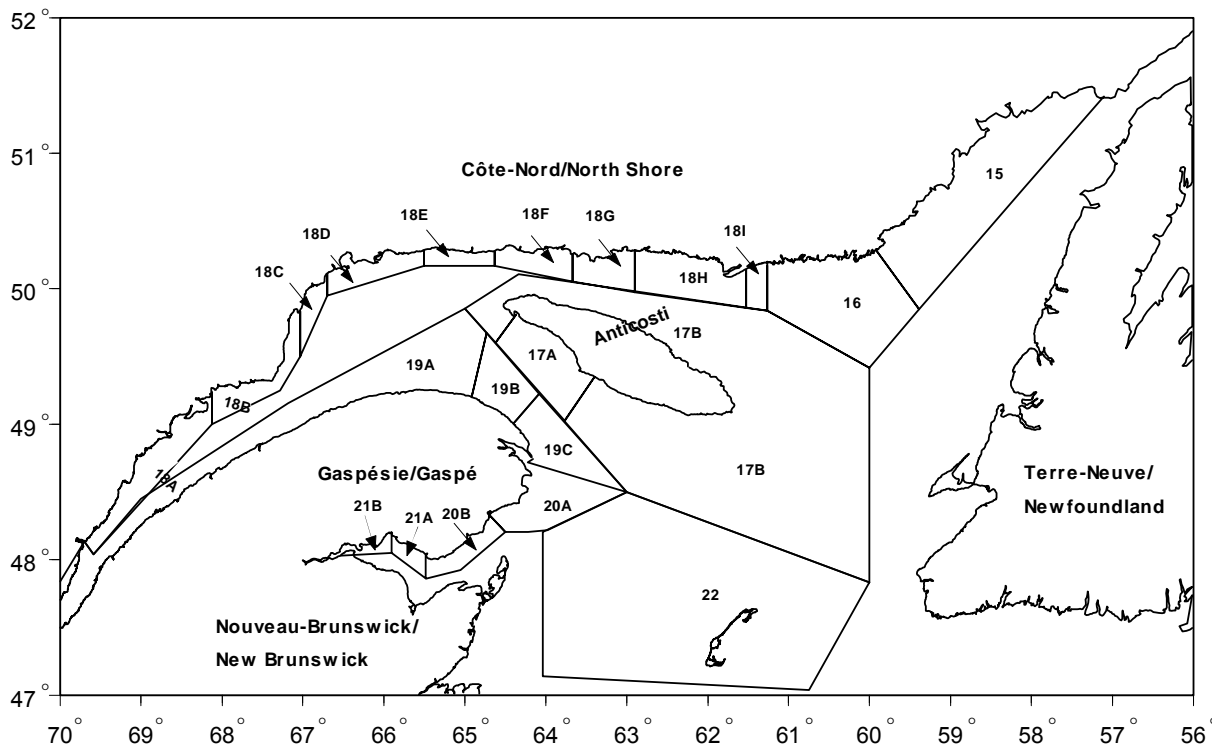 52°
51°
50°
49°
48°
47°
Côte-Nord/North Shore
15
18E
18F
18G
18I
18D
18C
18H
16
Anticosti
17B
17A
19A
19B
18B
19C
17B
18A
Gaspésie/Gaspé
Terre-Neuve/
Newfoundland
21B
21A
20B
20A
22
Nouveau-Brunswick/
New Brunswick
70° 69° 68° 67° 66° 65° 64° 63° 62° 61° 60° 59° 58° 57° 56°